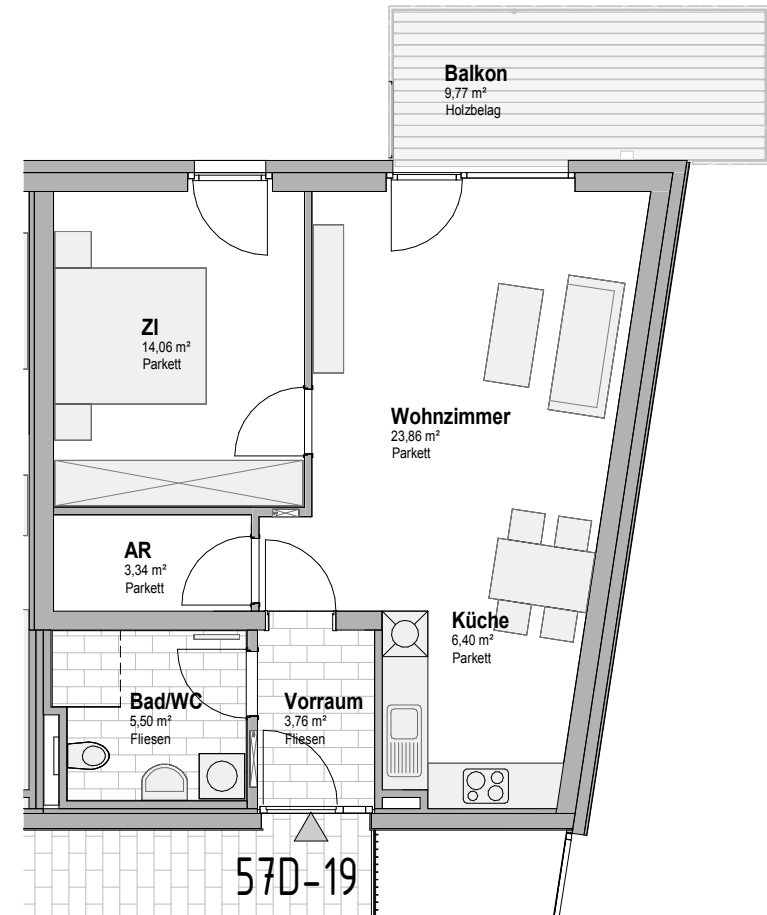 Balkon
9,77 m²
Holzbelag
ZI
14,06 m²
Parkett
Wohnzimmer
23,86 m²
Parkett
AR
3,34 m²
Parkett
Küche
6,40 m²
Parkett
Bad/WC
5,50 m²
Fliesen
Vorraum
3,76 m²
Fliesen
57D-19